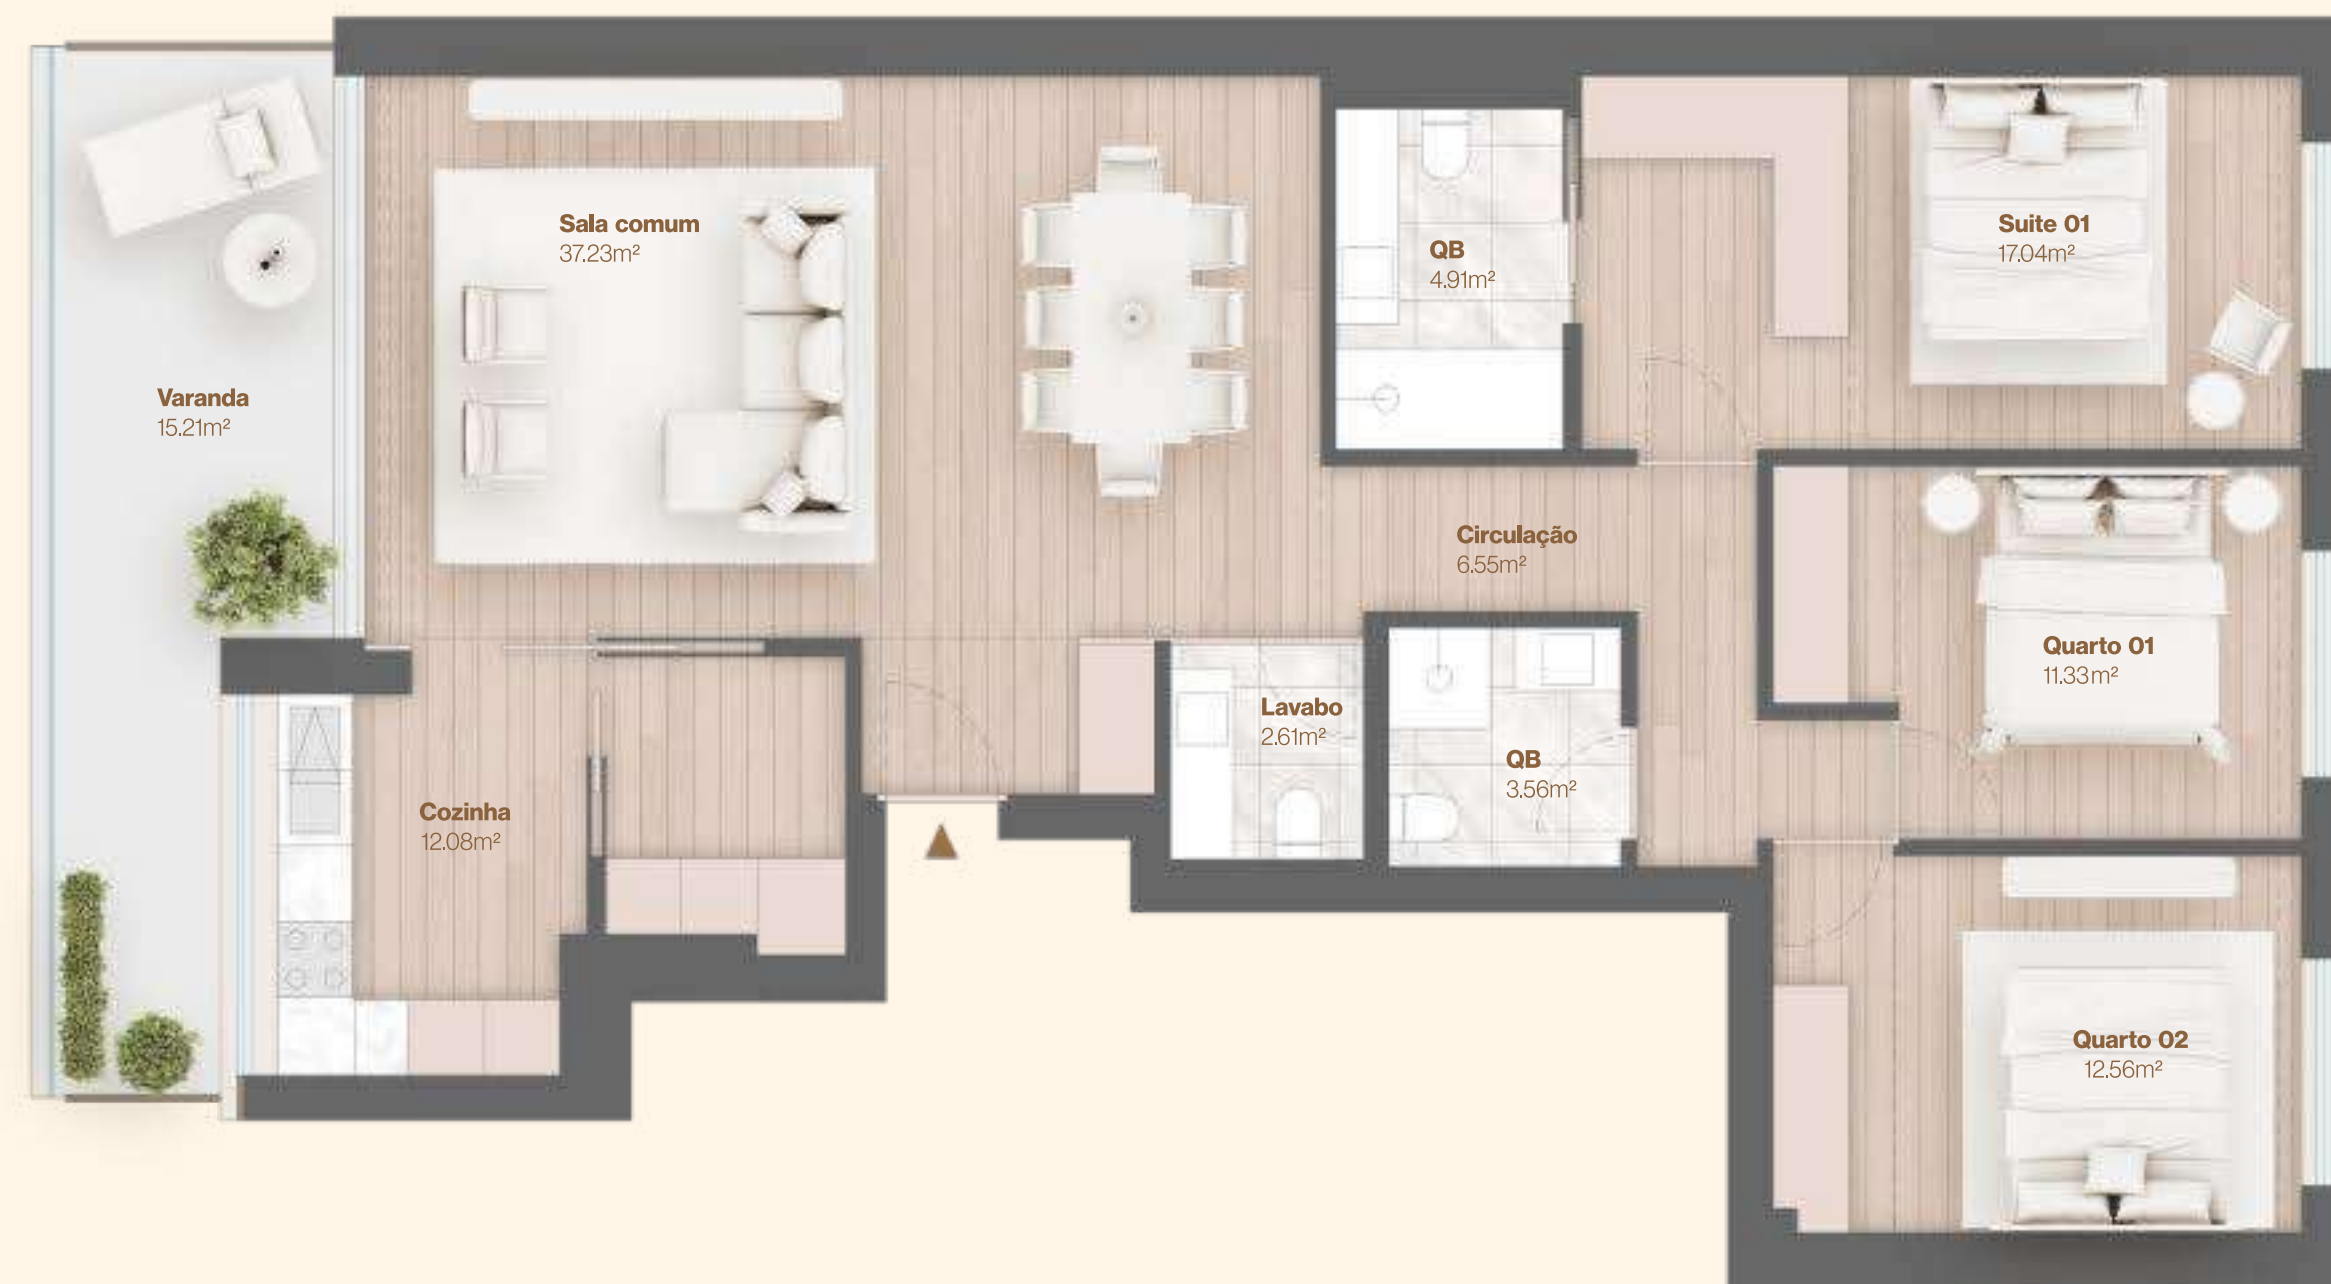 Sala comum
37.23m²
Suite 01
17.04m²
QB
4.91m²
Varanda
15.21m²
Circulação
6.55m²
Quarto 01
11.33m²
Lavabo
2.61m²
QB
3.56m²
Cozinha
12.08m²
Quarto 02
12.56m²